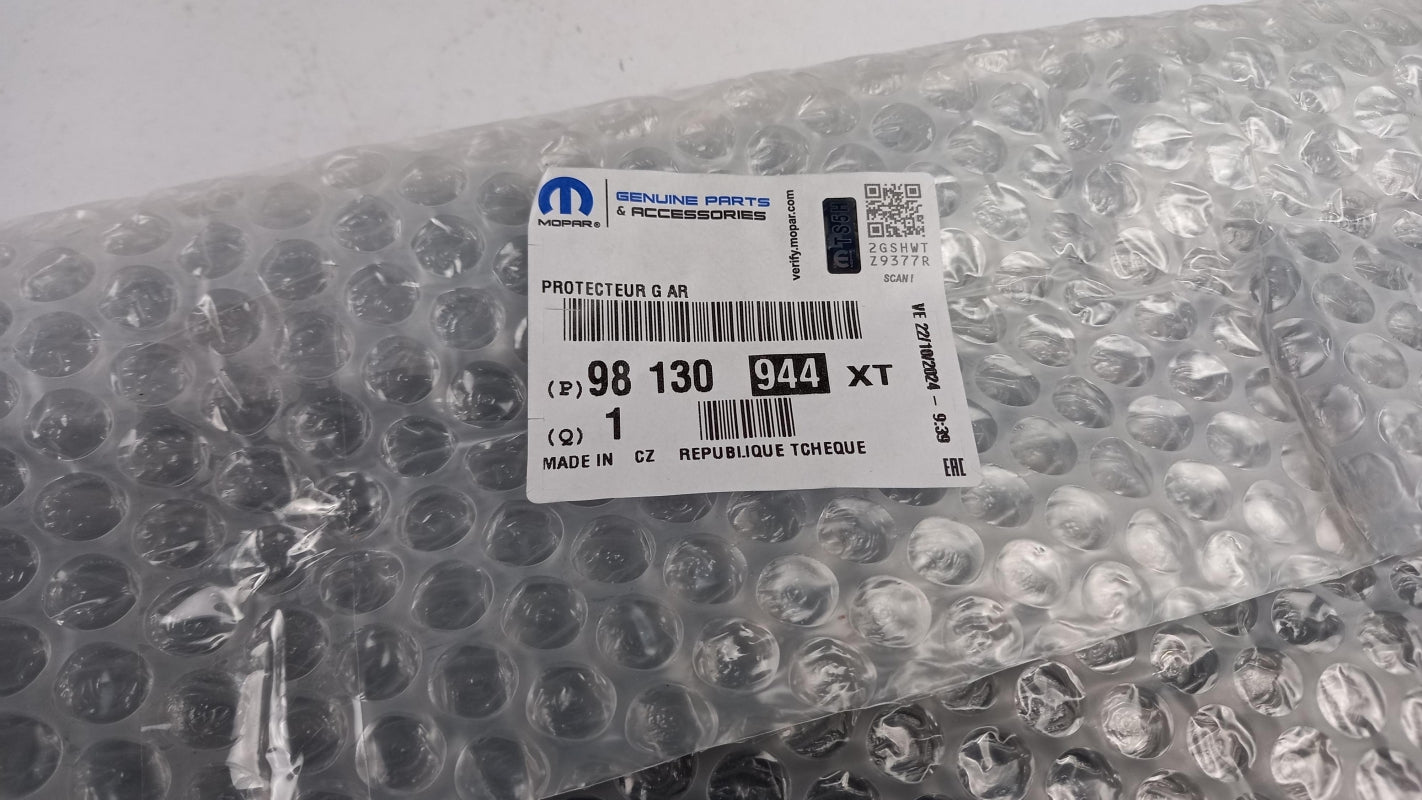 MOPAR®
GENUINE PARTS
& ACCESSORIES
verify.mopar.com
7S5H
2GSHWT
Z9377R
SCAN!
PROTECTEUR G AR
(P) 98 130 944 XT
(Q) 1
MADE IN CZ REPUBLIQUE TCHEQUE
VE 22/10/2024 - 9:39
EAC